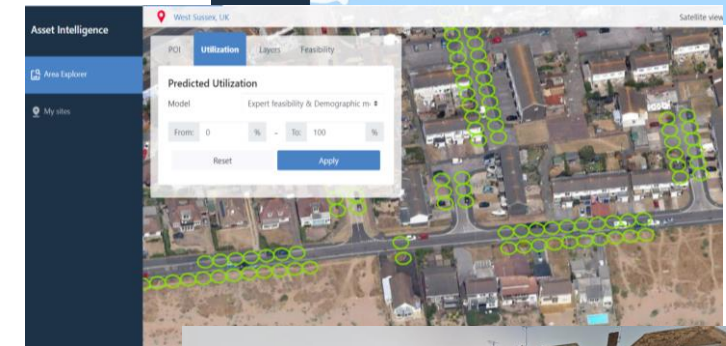 Asset Intelligence
West Sussex, UK
Satellite view
Area Explorer
My sites
POI Utilization Layers Feasibility
Predicted Utilization
Model Expert feasibility & Demographic m
From: 0 % - To: 100 %
Reset Apply